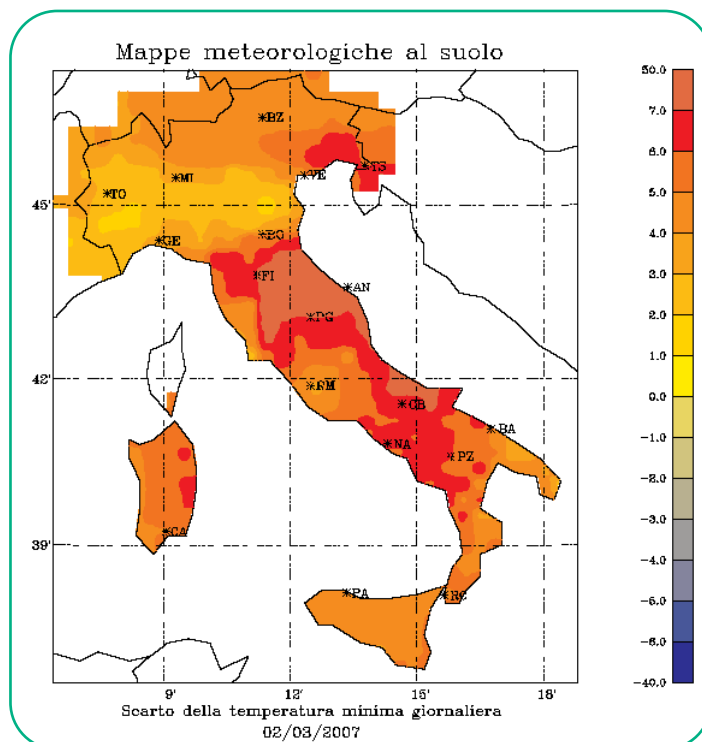 Mappe meteorologiche al suolo
*BZ
*TS
*VE
*MI
*TO
*BO
*GE
*FI
*AN
*PG
*RM
*CB
*BA
*NA
*PZ
*CA
*PA
*RC
45'
42'
39'
9'
12'
15'
18'
50.0
7.0
6.0
5.0
4.0
3.0
2.0
1.0
0.0
-1.0
-2.0
-3.0
-4.0
-5.0
-6.0
-40.0
Scarto della temperatura minima giornaliera
02/03/2007